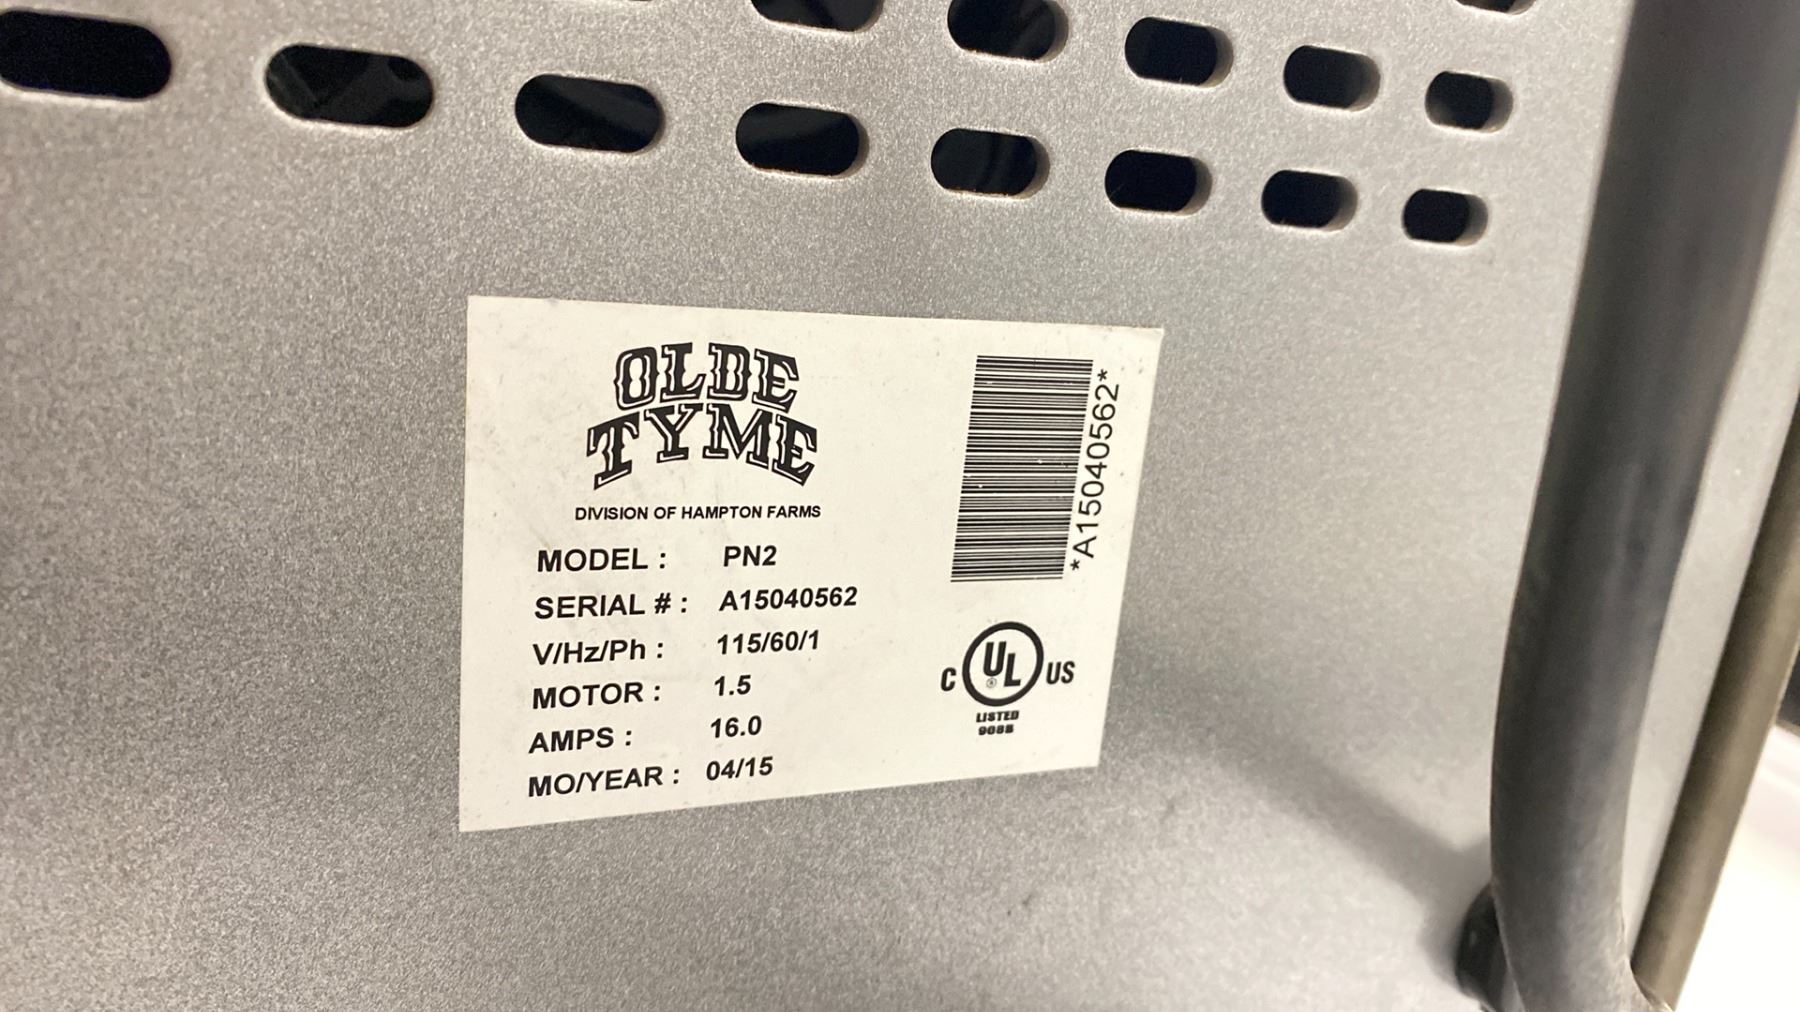 OLDE
TYME
DIVISION OF HAMPTON FARMS
MODEL : PN2
SERIAL # : A15040562
V/Hz/Ph : 115/60/1
MOTOR : 1.5
AMPS : 16.0
MO/YEAR : 04/15
*A15040562*
C UL US
®
LISTED